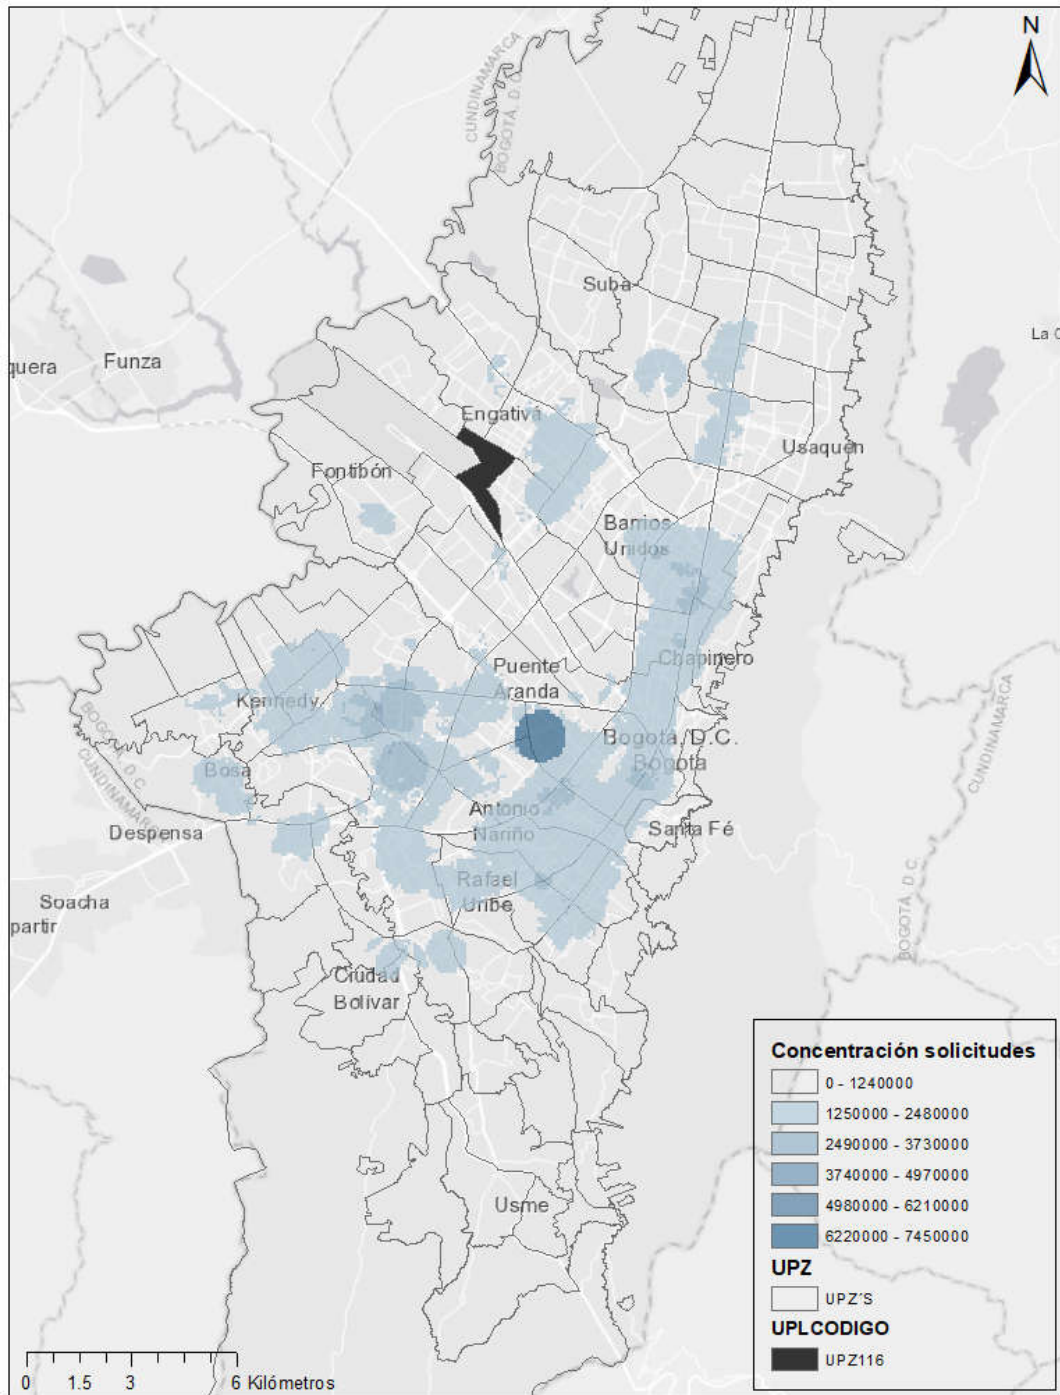 N
CUNDINAMARCA
BOGOTÁ, D.C.
Suba
La C
quera
Funza
Engativá
Usaquén
Fontibón
Barrios
Unidos
Chapinero
Puente
Aranda
Kennedy
CUNDINAMARCA
Bogotá, D.C.
Bogotá
BOGOTÁ, D.C.
CUNDINAMARCA
Bosa
Antonio
Nariño
Santa Fé
Despensa
Rafael
Uribe
Soacha
partir
BOGOTÁ, D.C.
Ciudad
Bolívar
Usme
Concentración solicitudes
0 - 1240000
1250000 - 2480000
2490000 - 3730000
3740000 - 4970000
4980000 - 6210000
6220000 - 7450000
UPZ
UPZ´S
UPLCODIGO
UPZ116
0 1.5 3 6 Kilómetros